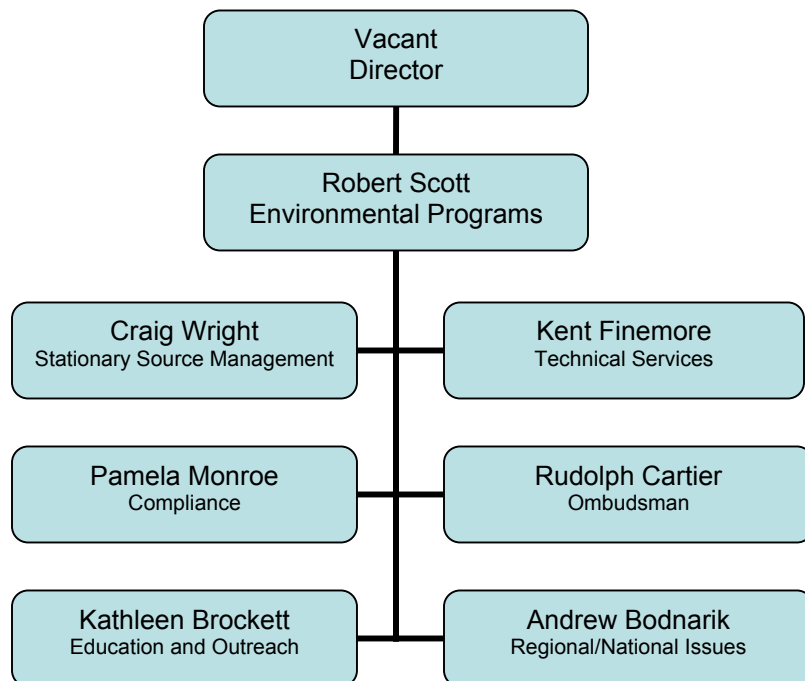 Vacant
Director
Robert Scott
Environmental Programs
Craig Wright
Stationary Source Management
Kent Finemore
Technical Services
Pamela Monroe
Compliance
Rudolph Cartier
Ombudsman
Kathleen Brockett
Education and Outreach
Andrew Bodnarik
Regional/National Issues